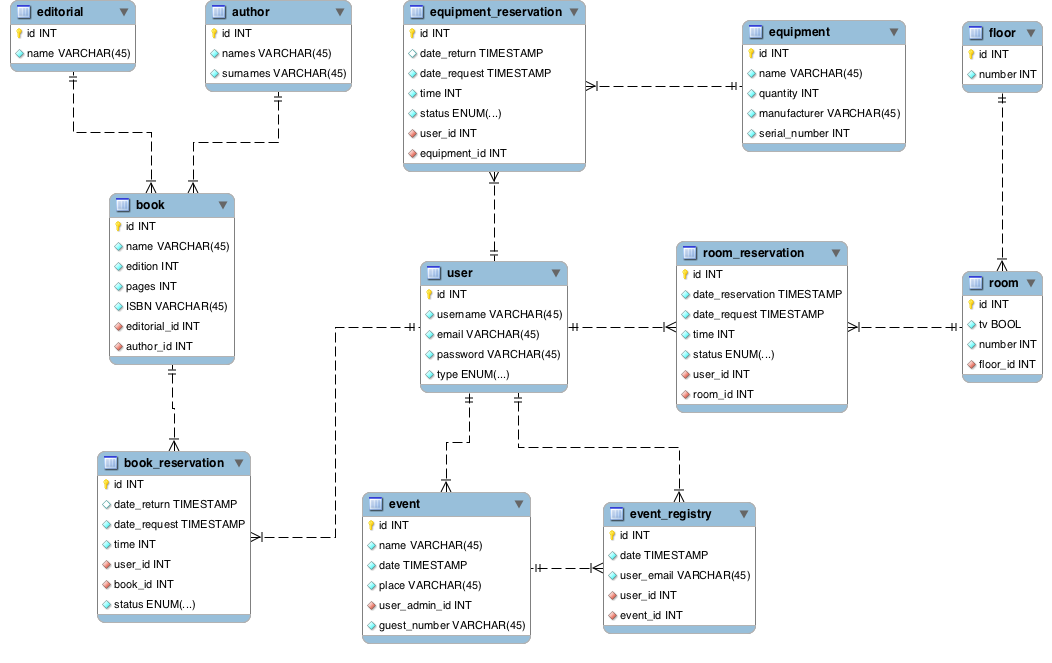 editorial
id INT
name VARCHAR(45)
author
id INT
names VARCHAR(45)
surnames VARCHAR(45)
equipment_reservation
id INT
date_return TIMESTAMP
date_request TIMESTAMP
time INT
status ENUM(...)
user_id INT
equipment_id INT
equipment
id INT
name VARCHAR(45)
quantity INT
manufacturer VARCHAR(45)
serial_number INT
floor
id INT
number INT
book
id INT
name VARCHAR(45)
edition INT
pages INT
ISBN VARCHAR(45)
editorial_id INT
author_id INT
user
id INT
username VARCHAR(45)
email VARCHAR(45)
password VARCHAR(45)
type ENUM(...)
room_reservation
id INT
date_reservation TIMESTAMP
date_request TIMESTAMP
time INT
status ENUM(...)
user_id INT
room_id INT
room
id INT
tv BOOL
number INT
floor_id INT
book_reservation
id INT
date_return TIMESTAMP
date_request TIMESTAMP
time INT
user_id INT
book_id INT
status ENUM(...)
event
id INT
name VARCHAR(45)
date TIMESTAMP
place VARCHAR(45)
user_admin_id INT
guest_number VARCHAR(45)
event_registry
id INT
date TIMESTAMP
user_email VARCHAR(45)
user_id INT
event_id INT